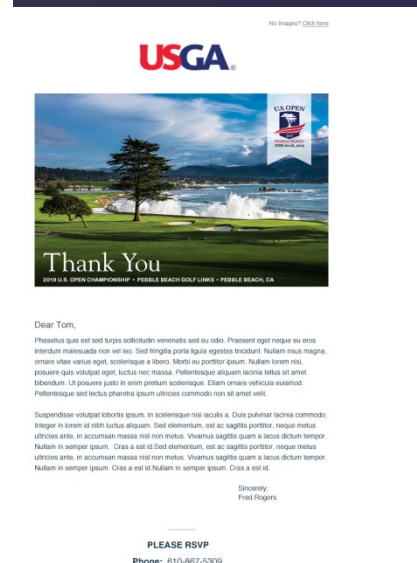 No Images? Click here
USGA®
U.S. OPEN
PEBBLE BEACH
Thank You
2019 U.S. OPEN CHAMPIONSHIP • PEBBLE BEACH GOLF LINKS • PEBBLE BEACH, CA
Dear Tom,
Phasellus quis est sed turpis sollicitudin venenatis sed eu odio. Praesent eget neque eu eros
interdum malesuada non vel leo. Sed fringilla porta ligula egestas tincidunt. Nullam risus magna,
ornare vitae varius eget, scelerisque a libero. Morbi eu porttitor ipsum. Nullam lorem nisi,
posuere quis volutpat eget, luctus nec massa. Pellentesque aliquam lacinia tellus sit amet
bibendum. Ut posuere justo in enim pretium scelerisque. Etiam ornare vehicula euismod.
Pellentesque sed lectus pharetra ipsum ultricies commodo non sit amet velit.
Suspendisse volutpat lobortis ipsum, in scelerisque nisi iaculis a. Duis pulvinar lacinia commodo.
Integer in lorem id nibh luctus aliquam. Sed elementum, est ac sagittis porttitor, neque metus
ultricies ante, in accumsan massa nisl non metus. Vivamus sagittis quam a lacus dictum tempor.
Nullam in semper ipsum. Cras a est id.Sed elementum, est ac sagittis porttitor, neque metus
ultricies ante, in accumsan massa nisl non metus. Vivamus sagittis quam a lacus dictum tempor.
Nullam in semper ipsum. Cras a est id.Nullam in semper ipsum. Cras a est id.
Sincerely,
Fred Rogers
PLEASE RSVP
Phone: 610-867-5309